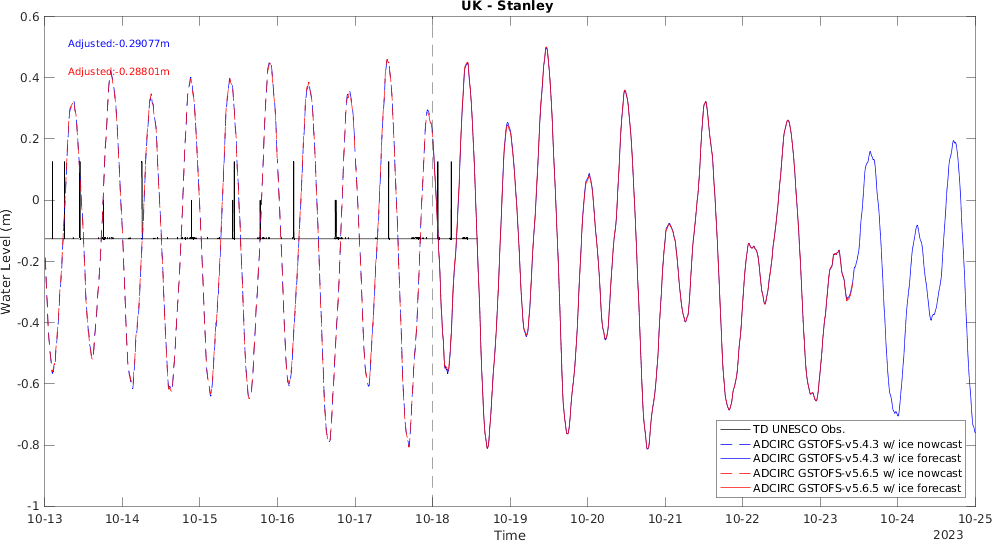 UK - Stanley
Adjusted:-0.29077m
Adjusted:-0.28801m
Water Level (m)
0.6
0.4
0.2
0
-0.2
-0.4
-0.6
-0.8
-1
TD UNESCO Obs.
ADCIRC GSTOFS-v5.4.3 w/ ice nowcast
ADCIRC GSTOFS-v5.4.3 w/ ice forecast
ADCIRC GSTOFS-v5.6.5 w/ ice nowcast
ADCIRC GSTOFS-v5.6.5 w/ ice forecast
10-13 10-14 10-15 10-16 10-17 10-18 10-19 10-20 10-21 10-22 10-23 10-24 10-25
Time
2023